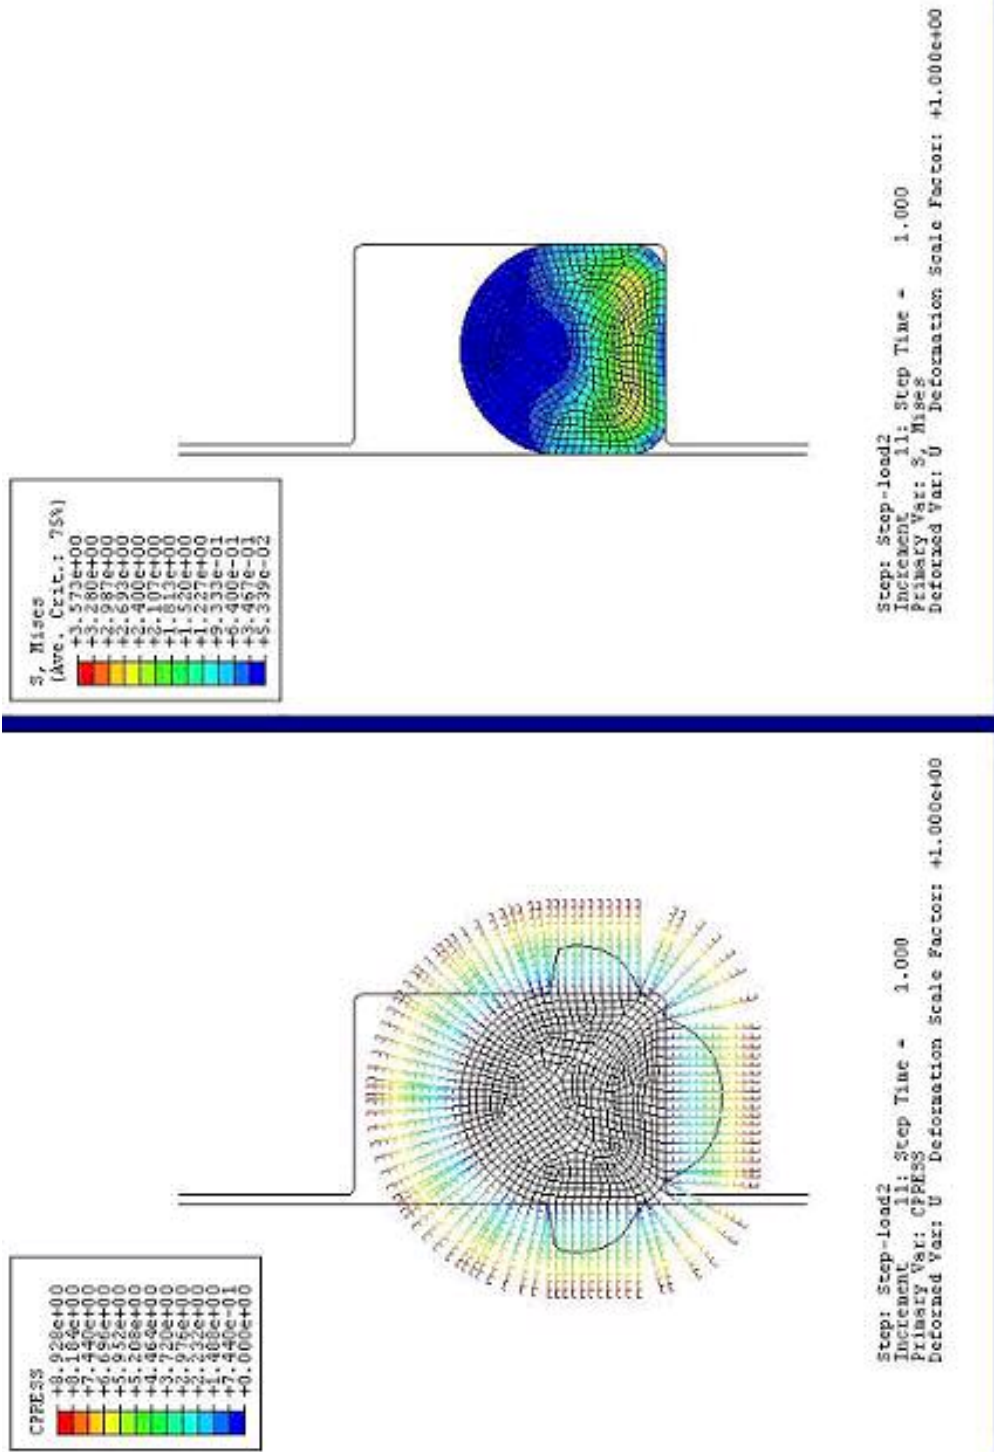 S, Mises
(Ave. Crit.: 75%)
+3.573e+00
+3.280e+00
+2.987e+00
+2.693e+00
+2.400e+00
+2.107e+00
+1.813e+00
+1.520e+00
+1.227e+00
+9.333e-01
+6.400e-01
+3.467e-01
+5.339e-02
Step: Step-load2
Increment 11: Step Time = 1.000
Primary Var: S, Mises
Deformed Var: U Deformation Scale Factor: +1.000e+00
CPRESS
+8.928e+00
+8.184e+00
+7.440e+00
+6.696e+00
+5.952e+00
+5.208e+00
+4.464e+00
+3.720e+00
+2.976e+00
+2.232e+00
+1.488e+00
+7.440e-01
+0.000e+00
Step: Step-load2
Increment 11: Step Time = 1.000
Primary Var: CPRESS
Deformed Var: U Deformation Scale Factor: +1.000e+00